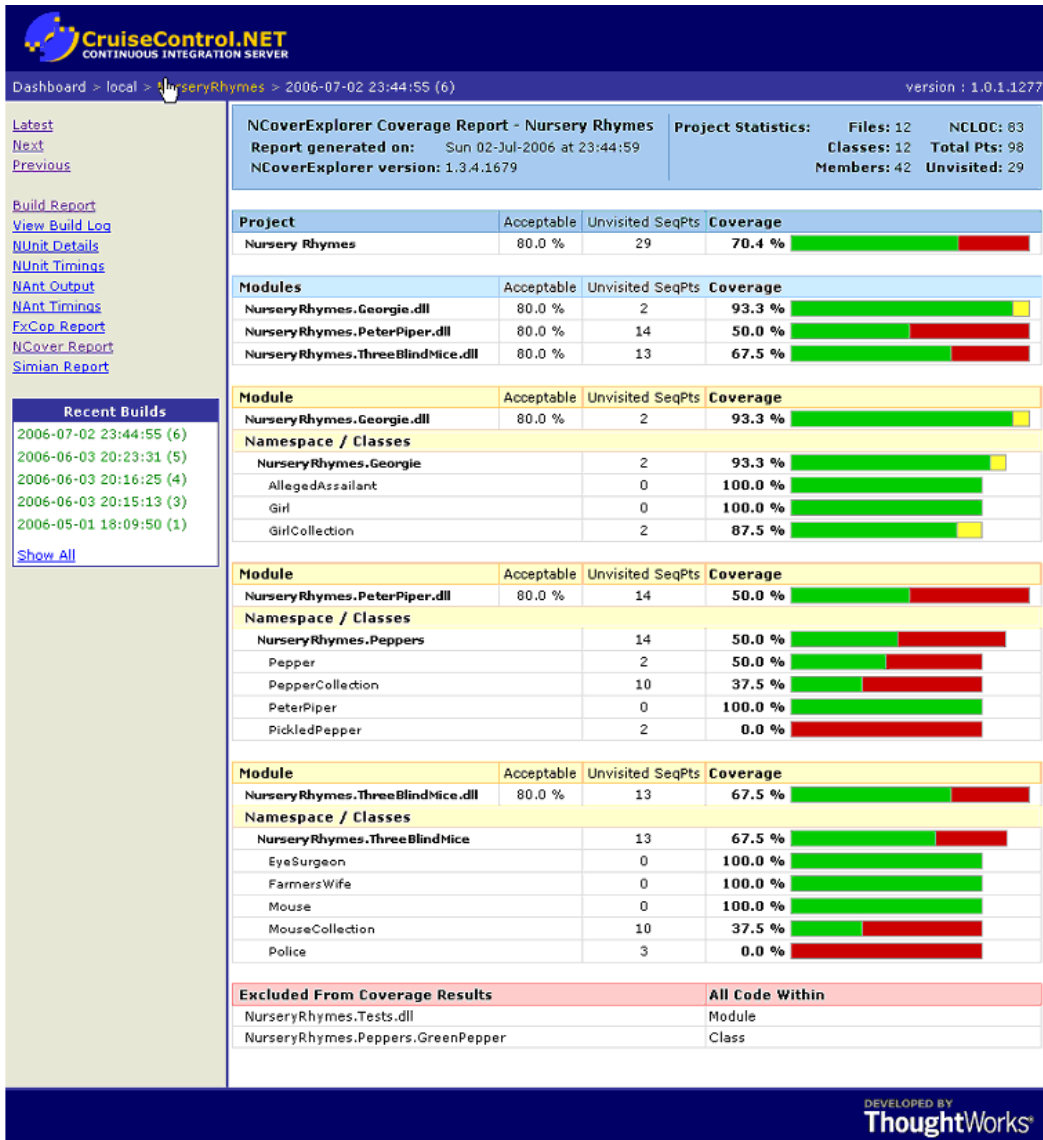 CruiseControl.NET
CONTINUOUS INTEGRATION SERVER
Dashboard > local > NurseryRhymes > 2006-07-02 23:44:55 (6)
version : 1.0.1.1277
Latest
Next
Previous
Build Report
View Build Log
NUnit Details
NUnit Timings
NAnt Output
NAnt Timings
FxCop Report
NCover Report
Simian Report
Recent Builds
2006-07-02 23:44:55 (6)
2006-06-03 20:23:31 (5)
2006-06-03 20:16:25 (4)
2006-06-03 20:15:13 (3)
2006-05-01 18:09:50 (1)
Show All
NCoverExplorer Coverage Report - Nursery Rhymes Project Statistics: Files: 12 NCLOC: 83
Report generated on: Sun 02-Jul-2006 at 23:44:59 Classes: 12 Total Pts: 98
NCoverExplorer version: 1.3.4.1679 Members: 42 Unvisited: 29
Project Acceptable Unvisited SeqPts Coverage
Nursery Rhymes 80.0 % 29 70.4 %
Modules Acceptable Unvisited SeqPts Coverage
NurseryRhymes.Georgie.dll 80.0 % 2 93.3 %
NurseryRhymes.PeterPiper.dll 80.0 % 14 50.0 %
NurseryRhymes.ThreeBlindMice.dll 80.0 % 13 67.5 %
Module Acceptable Unvisited SeqPts Coverage
NurseryRhymes.Georgie.dll 80.0 % 2 93.3 %
Namespace / Classes
NurseryRhymes.Georgie 2 93.3 %
AllegedAssailant 0 100.0 %
Girl 0 100.0 %
GirlCollection 2 87.5 %
Module Acceptable Unvisited SeqPts Coverage
NurseryRhymes.PeterPiper.dll 80.0 % 14 50.0 %
Namespace / Classes
NurseryRhymes.Peppers 14 50.0 %
Pepper 2 50.0 %
PepperCollection 10 37.5 %
PeterPiper 0 100.0 %
PickledPepper 2 0.0 %
Module Acceptable Unvisited SeqPts Coverage
NurseryRhymes.ThreeBlindMice.dll 80.0 % 13 67.5 %
Namespace / Classes
NurseryRhymes.ThreeBlindMice 13 67.5 %
EyeSurgeon 0 100.0 %
FarmersWife 0 100.0 %
Mouse 0 100.0 %
MouseCollection 10 37.5 %
Police 3 0.0 %
Excluded From Coverage Results All Code Within
NurseryRhymes.Tests.dll Module
NurseryRhymes.Peppers.GreenPepper Class
DEVELOPED BY
ThoughtWorks®